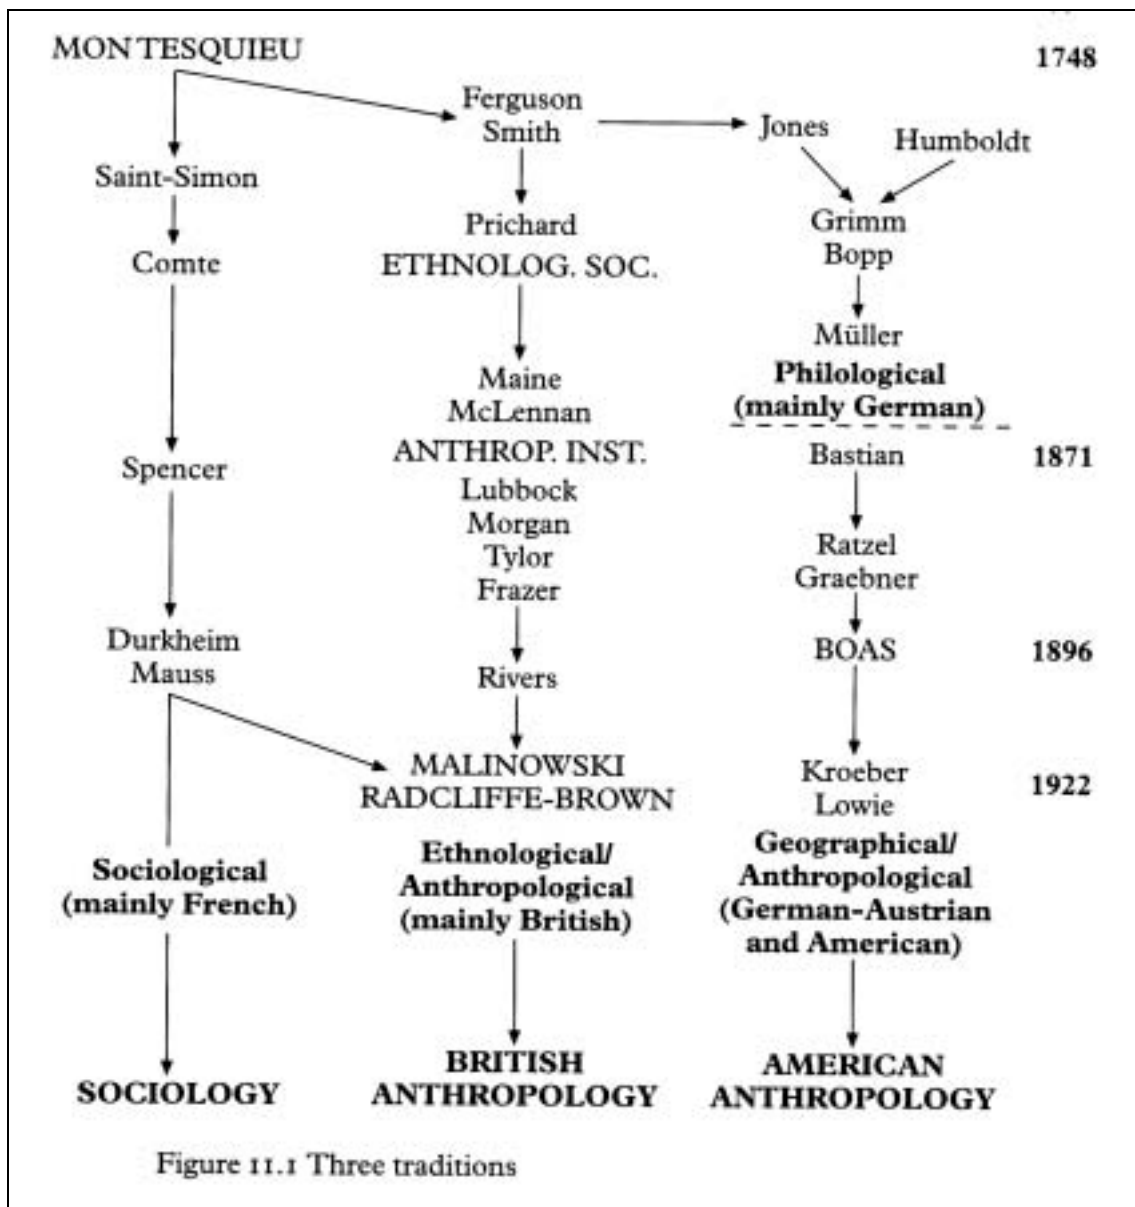 MONTESQUIEU
1748
Ferguson
Smith
Jones
Humboldt
Saint-Simon
Prichard
Grimm
Bopp
Comte
ETHNOLOG. SOC.
Müller
Philological
(mainly German)
Maine
McLennan
ANTHROP. INST.
Bastian
1871
Spencer
Lubbock
Morgan
Tylor
Frazer
Ratzel
Graebner
Durkheim
Mauss
Rivers
BOAS
1896
MALINOWSKI
RADCLIFFE-BROWN
Kroeber
Lowie
1922
Sociological
(mainly French)
Ethnological/
Anthropological
(mainly British)
Geographical/
Anthropological
(German-Austrian
and American)
SOCIOLOGY
BRITISH
ANTHROPOLOGY
AMERICAN
ANTHROPOLOGY
Figure 11.1 Three traditions